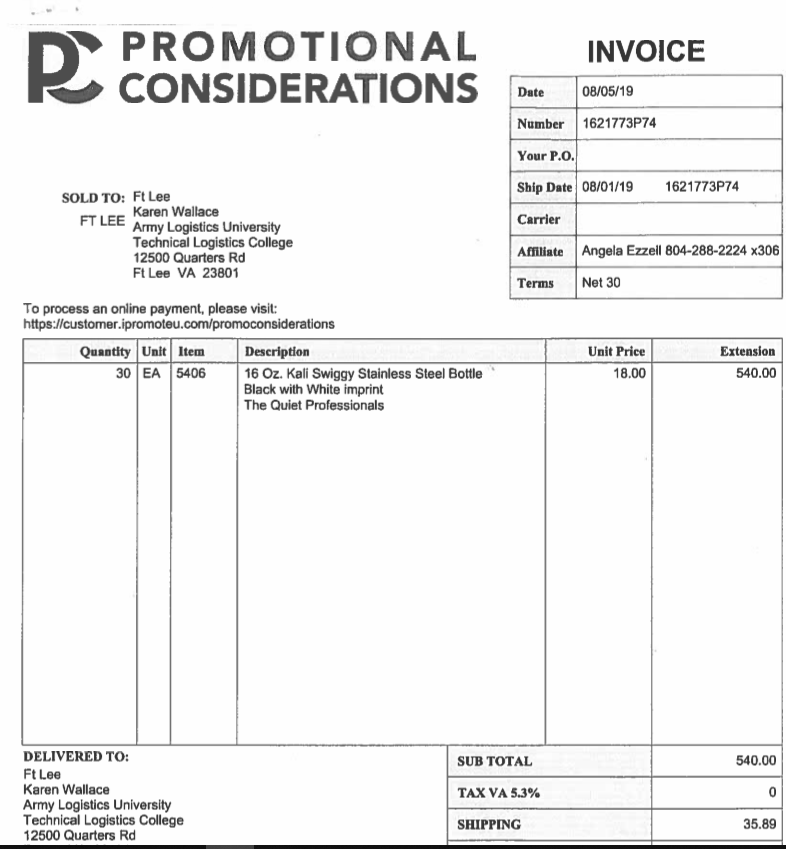 PC PROMOTIONAL
CONSIDERATIONS
INVOICE
Date 08/05/19
Number 1621773P74
Your P.O.
Ship Date 08/01/19 1621773P74
Carrier
Affiliate Angela Ezzell 804-288-2224 x306
Terms Net 30
SOLD TO: Ft Lee
FT LEE Karen Wallace
Army Logistics University
Technical Logistics College
12500 Quarters Rd
Ft Lee VA 23801
To process an online payment, please visit:
https://customer.ipromoteu.com/promoconsiderations
Quantity Unit Item Description Unit Price Extension
30 EA 5406 16 Oz. Kali Swiggy Stainless Steel Bottle 18.00 540.00
Black with White imprint
The Quiet Professionals
DELIVERED TO:
Ft Lee
Karen Wallace
Army Logistics University
Technical Logistics College
12500 Quarters Rd
SUB TOTAL 540.00
TAX VA 5.3% 0
SHIPPING 35.89